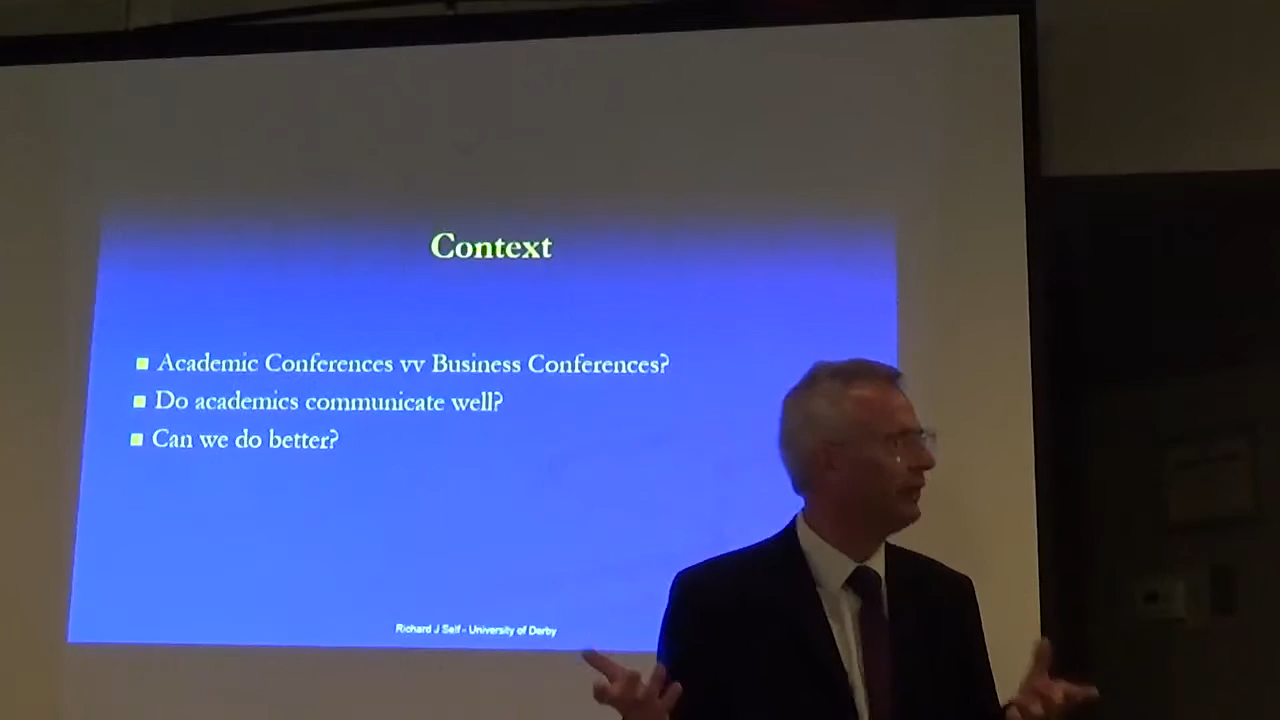 Context
Academic Conferences vv Business Conferences?
Do academics communicate well?
Can we do better?
Richard J Self - University of Derby